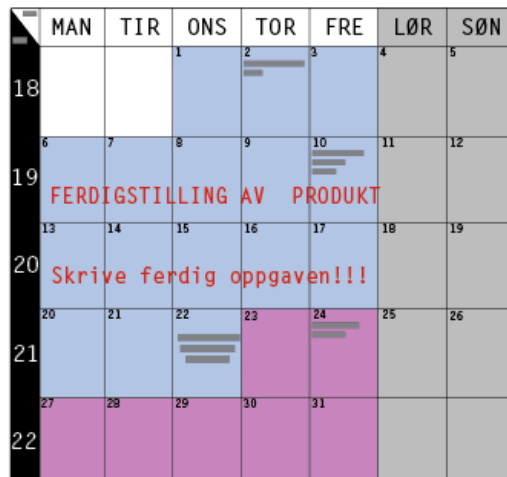 MAN TIR ONS TOR FRE LØR SØN
18 1 2 3 4 5
19 6 7 8 9 10 11 12
FERDIGSTILLING AV PRODUKT
20 13 14 15 16 17 18 19
Skrive ferdig oppgaven!!!
21 20 21 22 23 24 25 26
22 27 28 29 30 31